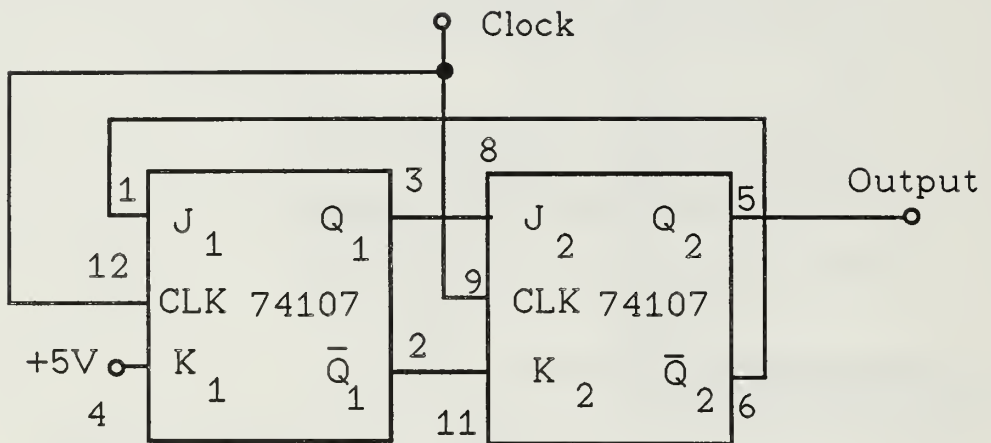 Clock
8
1 3 5 Output
J1 Q1 J2 Q2
12 9
CLK 74107 CLK 74107
+5V K1 Q̅1 2 K2 Q̅2
4 11 6